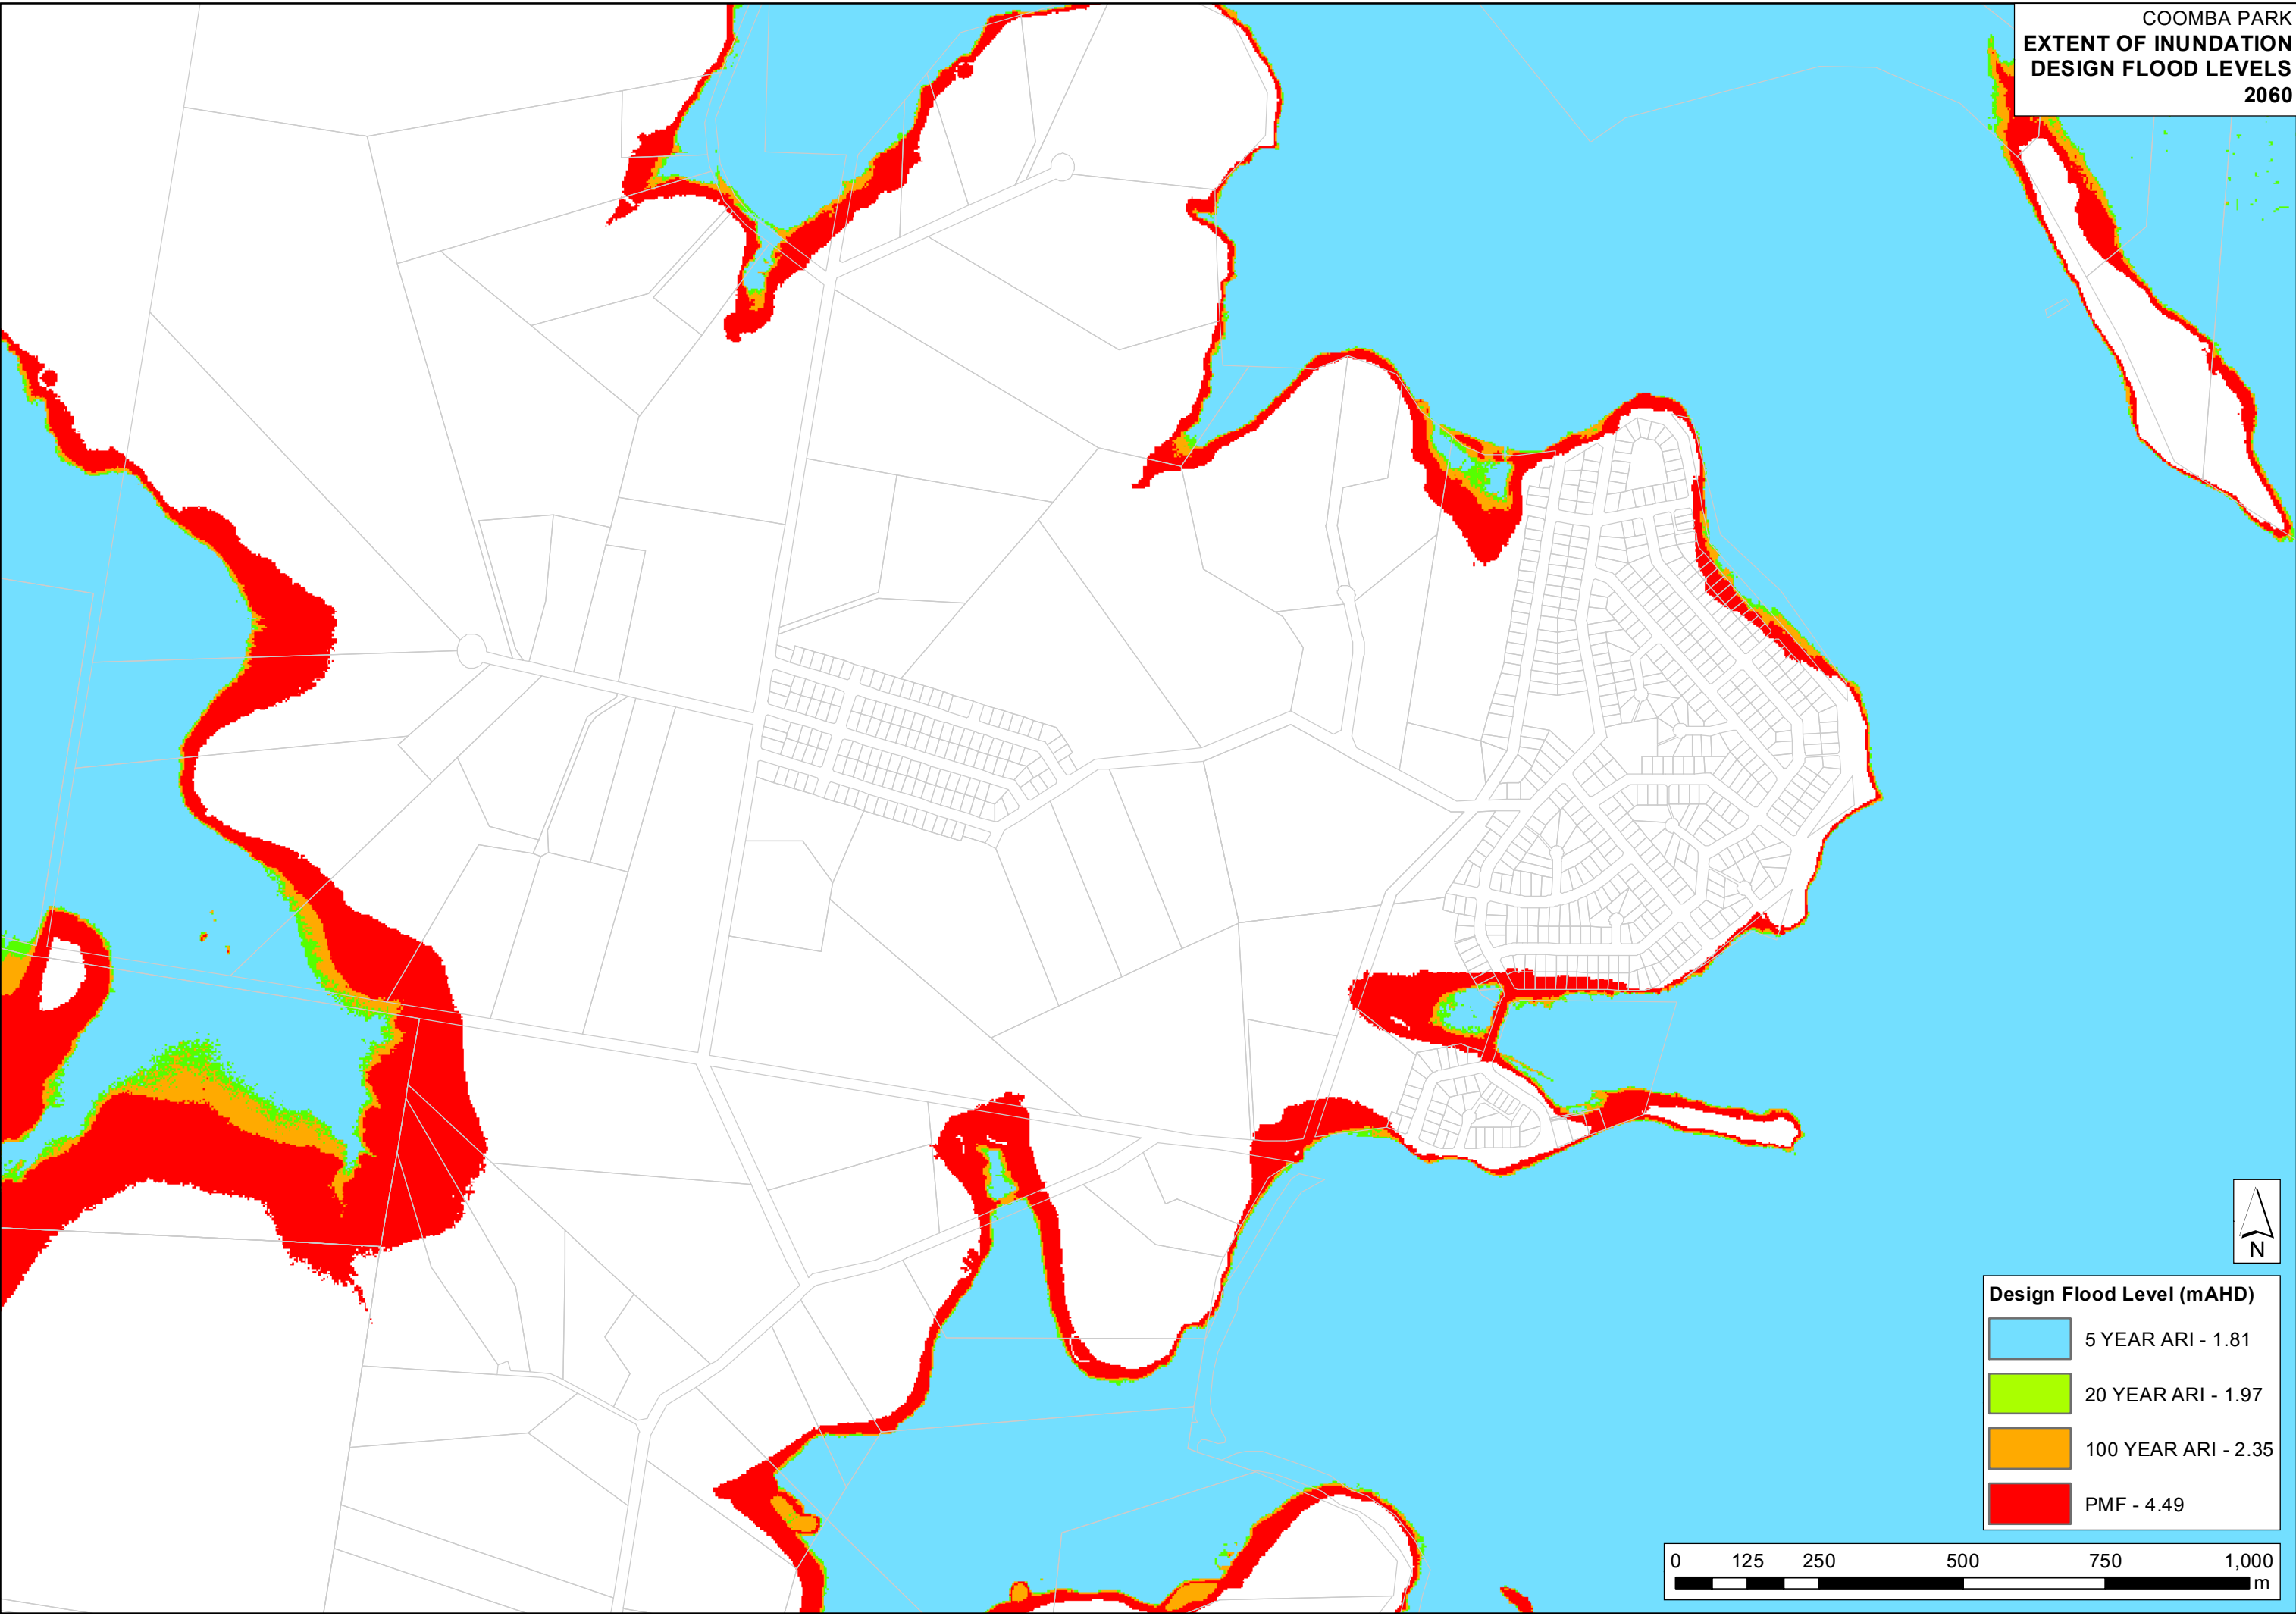 COOMBA PARK
EXTENT OF INUNDATION
DESIGN FLOOD LEVELS
2060
N
Design Flood Level (mAHD)
5 YEAR ARI - 1.81
20 YEAR ARI - 1.97
100 YEAR ARI - 2.35
PMF - 4.49
0 125 250 500 750 1,000
m